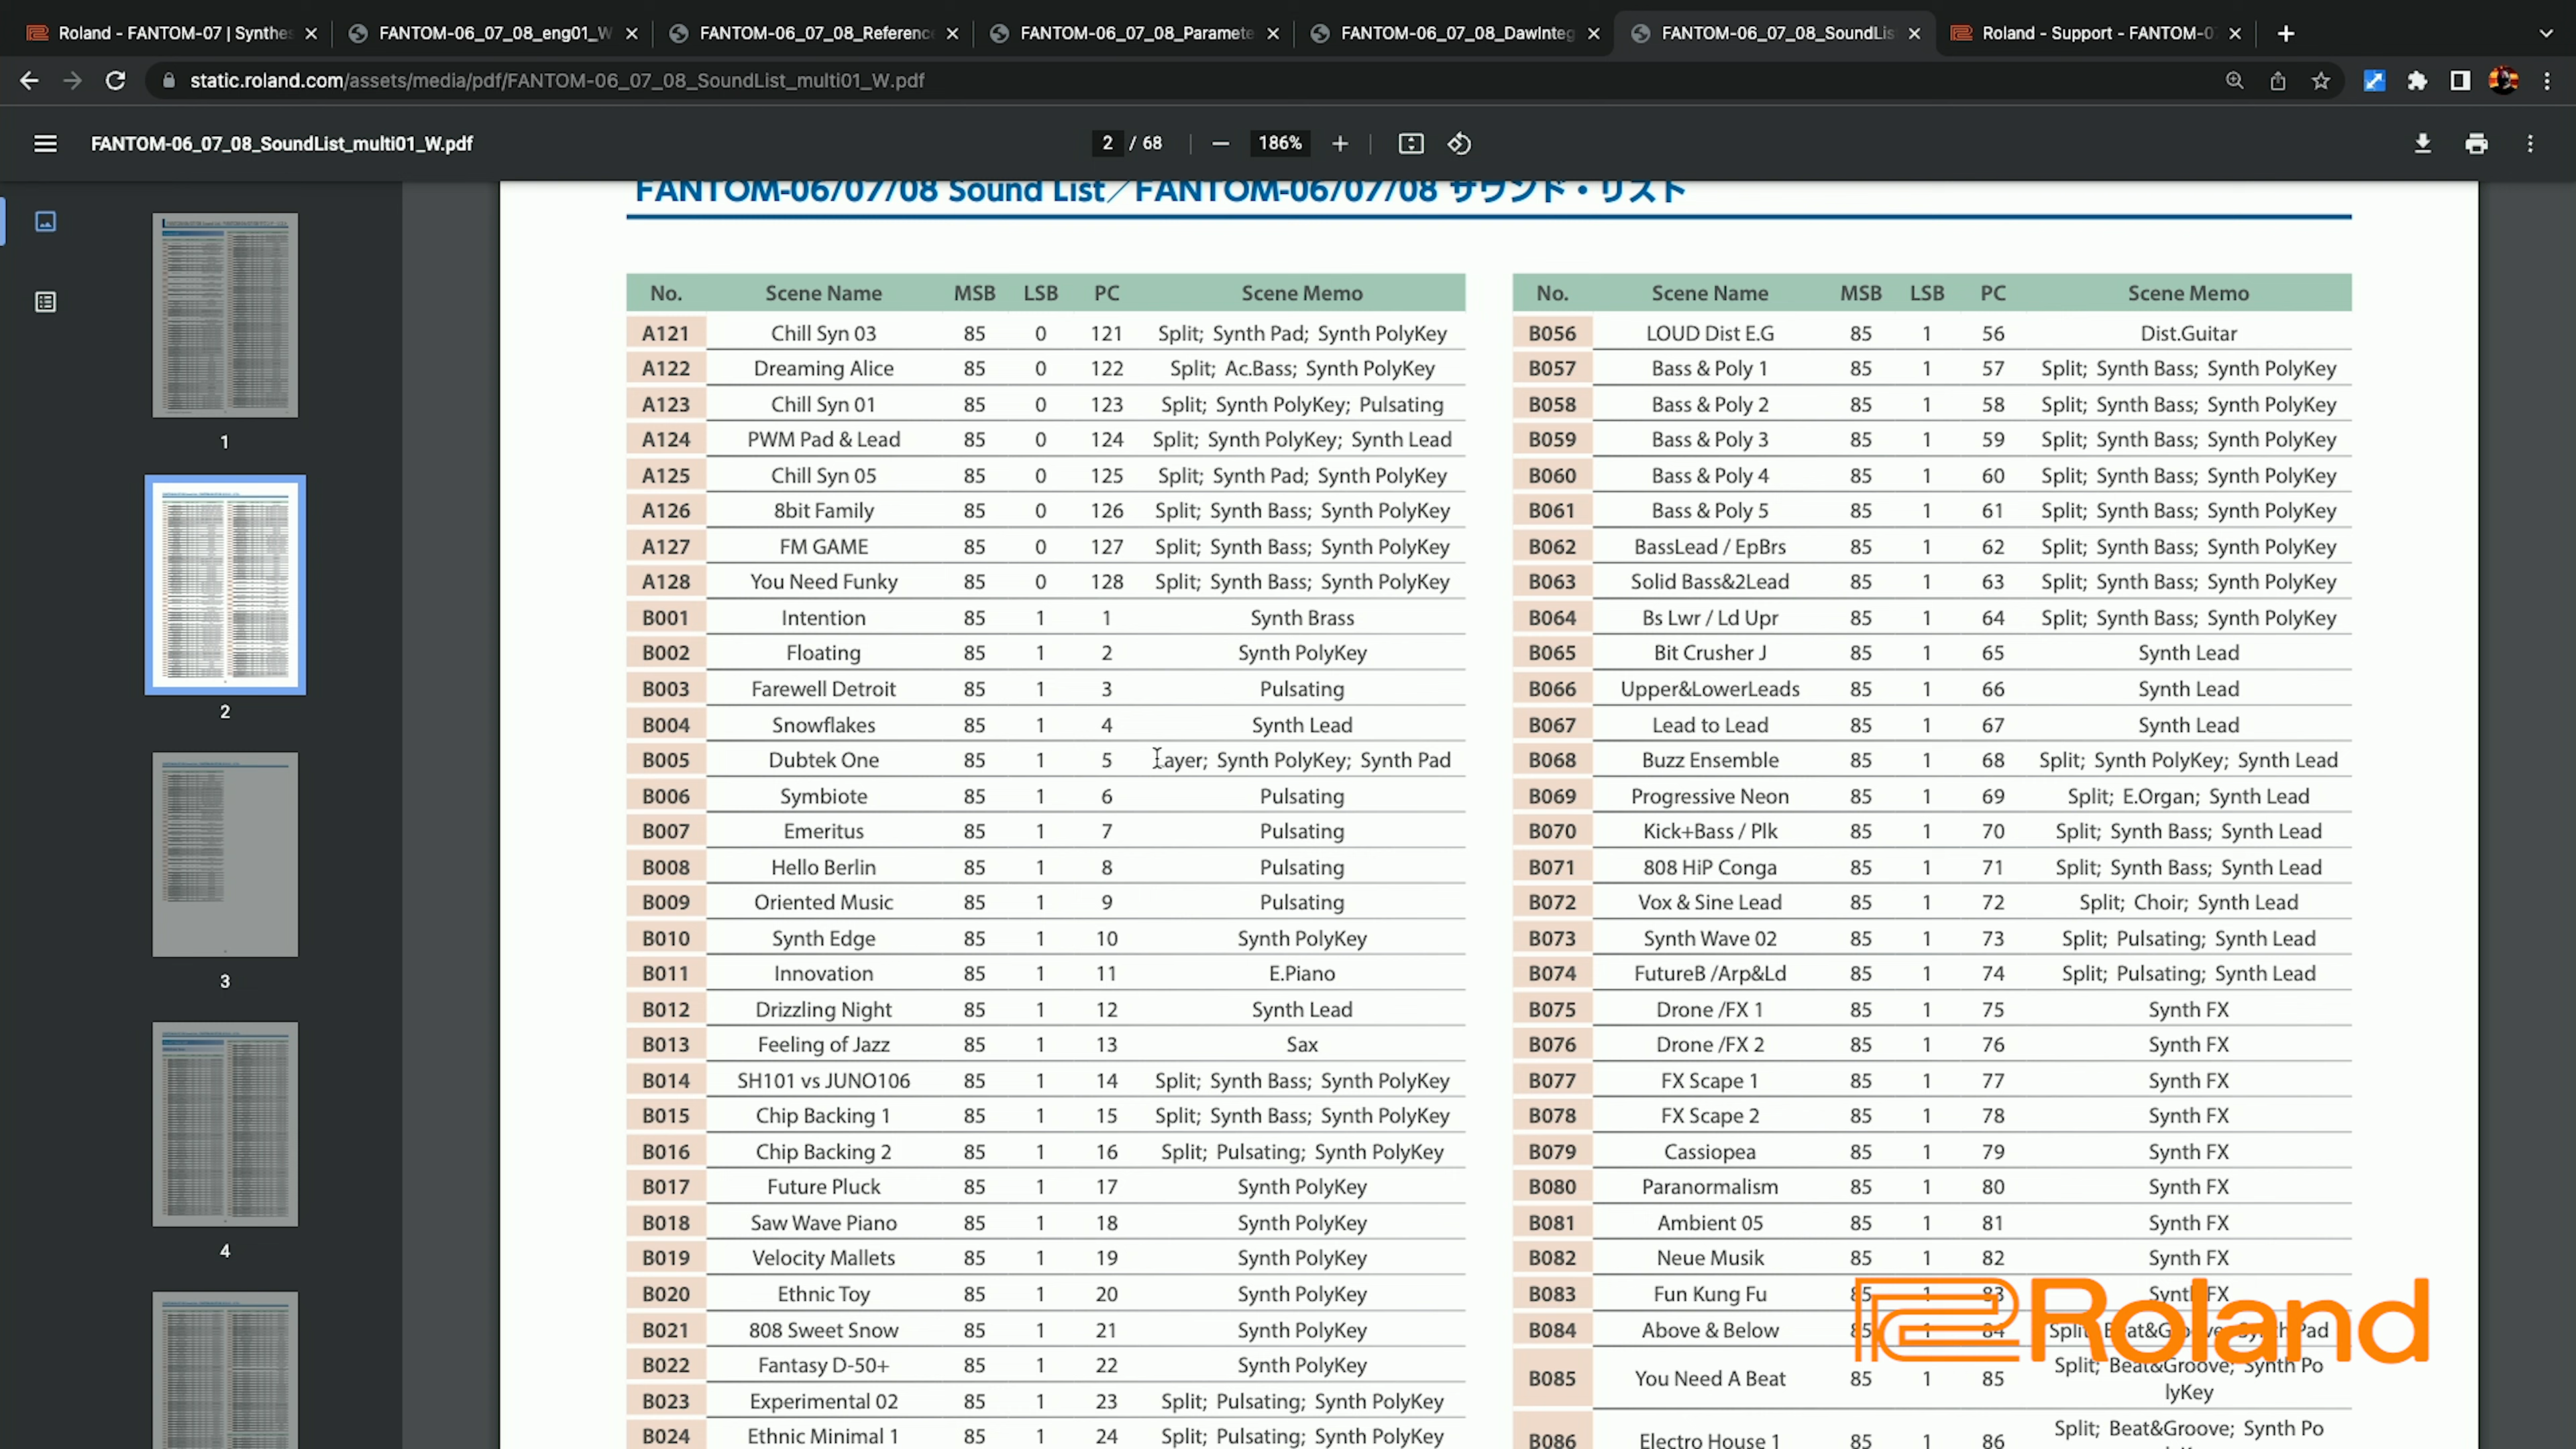 Roland - FANTOM-07 | Synthes
FANTOM-06_07_08_eng01_W
FANTOM-06_07_08_Reference
FANTOM-06_07_08_Paramete
FANTOM-06_07_08_DawInteg
FANTOM-06_07_08_SoundLis
Roland - Support - FANTOM-0
static.roland.com/assets/media/pdf/FANTOM-06_07_08_SoundList_multi01_W.pdf
FANTOM-06_07_08_SoundList_multi01_W.pdf
2 / 68
186%
FANTOM-06/07/08 Sound List／FANTOM-06/07/08 サウンド・リスト
No. Scene Name MSB LSB PC Scene Memo
A121 Chill Syn 03 85 0 121 Split; Synth Pad; Synth PolyKey
A122 Dreaming Alice 85 0 122 Split; Ac.Bass; Synth PolyKey
A123 Chill Syn 01 85 0 123 Split; Synth PolyKey; Pulsating
A124 PWM Pad & Lead 85 0 124 Split; Synth PolyKey; Synth Lead
A125 Chill Syn 05 85 0 125 Split; Synth Pad; Synth PolyKey
A126 8bit Family 85 0 126 Split; Synth Bass; Synth PolyKey
A127 FM GAME 85 0 127 Split; Synth Bass; Synth PolyKey
A128 You Need Funky 85 0 128 Split; Synth Bass; Synth PolyKey
B001 Intention 85 1 1 Synth Brass
B002 Floating 85 1 2 Synth PolyKey
B003 Farewell Detroit 85 1 3 Pulsating
B004 Snowflakes 85 1 4 Synth Lead
B005 Dubtek One 85 1 5 Layer; Synth PolyKey; Synth Pad
B006 Symbiote 85 1 6 Pulsating
B007 Emeritus 85 1 7 Pulsating
B008 Hello Berlin 85 1 8 Pulsating
B009 Oriented Music 85 1 9 Pulsating
B010 Synth Edge 85 1 10 Synth PolyKey
B011 Innovation 85 1 11 E.Piano
B012 Drizzling Night 85 1 12 Synth Lead
B013 Feeling of Jazz 85 1 13 Sax
B014 SH101 vs JUNO106 85 1 14 Split; Synth Bass; Synth PolyKey
B015 Chip Backing 1 85 1 15 Split; Synth Bass; Synth PolyKey
B016 Chip Backing 2 85 1 16 Split; Pulsating; Synth PolyKey
B017 Future Pluck 85 1 17 Synth PolyKey
B018 Saw Wave Piano 85 1 18 Synth PolyKey
B019 Velocity Mallets 85 1 19 Synth PolyKey
B020 Ethnic Toy 85 1 20 Synth PolyKey
B021 808 Sweet Snow 85 1 21 Synth PolyKey
B022 Fantasy D-50+ 85 1 22 Synth PolyKey
B023 Experimental 02 85 1 23 Split; Pulsating; Synth PolyKey
B024 Ethnic Minimal 1 85 1 24 Split; Pulsating; Synth PolyKey
No. Scene Name MSB LSB PC Scene Memo
B056 LOUD Dist E.G 85 1 56 Dist.Guitar
B057 Bass & Poly 1 85 1 57 Split; Synth Bass; Synth PolyKey
B058 Bass & Poly 2 85 1 58 Split; Synth Bass; Synth PolyKey
B059 Bass & Poly 3 85 1 59 Split; Synth Bass; Synth PolyKey
B060 Bass & Poly 4 85 1 60 Split; Synth Bass; Synth PolyKey
B061 Bass & Poly 5 85 1 61 Split; Synth Bass; Synth PolyKey
B062 BassLead / EpBrs 85 1 62 Split; Synth Bass; Synth PolyKey
B063 Solid Bass&2Lead 85 1 63 Split; Synth Bass; Synth PolyKey
B064 Bs Lwr / Ld Upr 85 1 64 Split; Synth Bass; Synth PolyKey
B065 Bit Crusher J 85 1 65 Synth Lead
B066 Upper&LowerLeads 85 1 66 Synth Lead
B067 Lead to Lead 85 1 67 Synth Lead
B068 Buzz Ensemble 85 1 68 Split; Synth PolyKey; Synth Lead
B069 Progressive Neon 85 1 69 Split; E.Organ; Synth Lead
B070 Kick+Bass / Plk 85 1 70 Split; Synth Bass; Synth Lead
B071 808 HiP Conga 85 1 71 Split; Synth Bass; Synth Lead
B072 Vox & Sine Lead 85 1 72 Split; Choir; Synth Lead
B073 Synth Wave 02 85 1 73 Split; Pulsating; Synth Lead
B074 FutureB /Arp&Ld 85 1 74 Split; Pulsating; Synth Lead
B075 Drone /FX 1 85 1 75 Synth FX
B076 Drone /FX 2 85 1 76 Synth FX
B077 FX Scape 1 85 1 77 Synth FX
B078 FX Scape 2 85 1 78 Synth FX
B079 Cassiopea 85 1 79 Synth FX
B080 Paranormalism 85 1 80 Synth FX
B081 Ambient 05 85 1 81 Synth FX
B082 Neue Musik 85 1 82 Synth FX
B083 Fun Kung Fu 85 1 83 Synth FX
B084 Above & Below 85 1 84 Split; Beat&Groove; Synth Pad
B085 You Need A Beat 85 1 85 Split; Beat&Groove; Synth Po
lyKey
B086 Electro House 1 85 1 86 Split; Beat&Groove; Synth Po
Roland
1
2
3
4